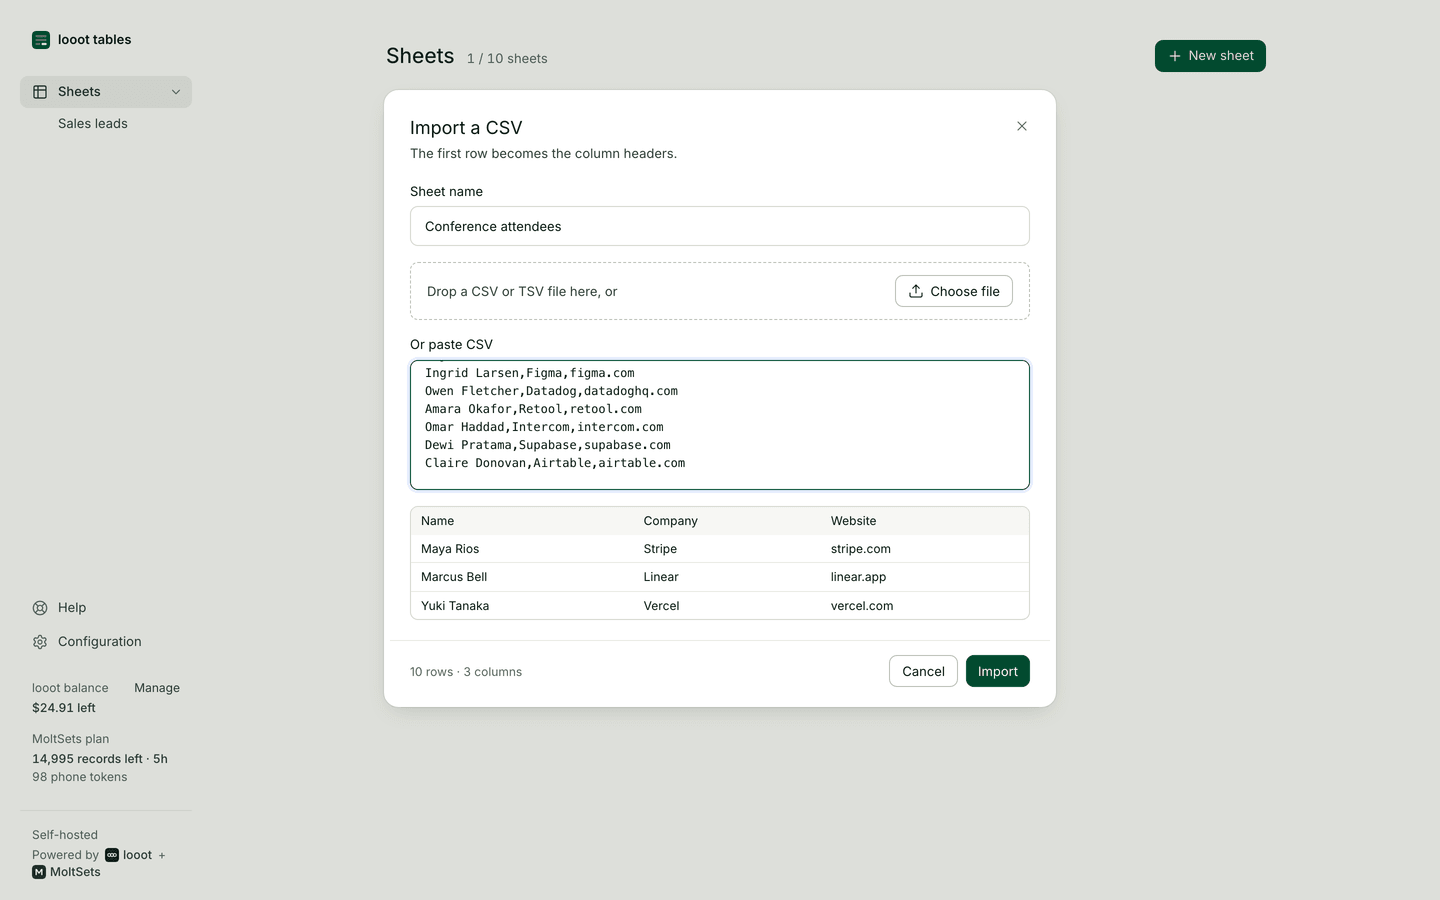 looot tables
Sheets
Sales leads
Help
Configuration
looot balance
Manage
$24.91 left
MoltSets plan
14,995 records left · 5h
98 phone tokens
Self-hosted
Powered by looot +
M MoltSets
Sheets 1 / 10 sheets
New sheet
Import a CSV
The first row becomes the column headers.
Sheet name
Conference attendees
Drop a CSV or TSV file here, or
Choose file
Or paste CSV
Ingrid Larsen,Figma,figma.com
Owen Fletcher,Datadog,datadoghq.com
Amara Okafor,Retool,retool.com
Omar Haddad,Intercom,intercom.com
Dewi Pratama,Supabase,supabase.com
Claire Donovan,Airtable,airtable.com
Name Company Website
Maya Rios Stripe stripe.com
Marcus Bell Linear linear.app
Yuki Tanaka Vercel vercel.com
10 rows · 3 columns
Cancel
Import